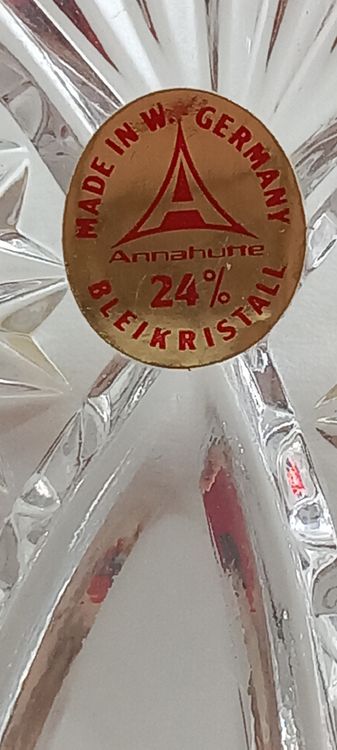 MADE IN W. GERMANY
A
Annahütte
24%
BLEIKRISTALL